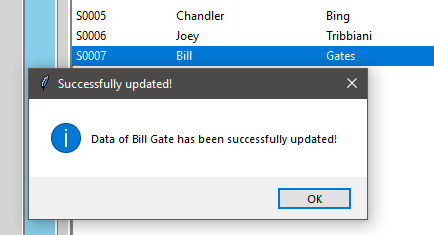 S0005 Chandler Bing
S0006 Joey Tribbiani
S0007 Bill Gates
Successfully updated!
Data of Bill Gate has been successfully updated!
OK